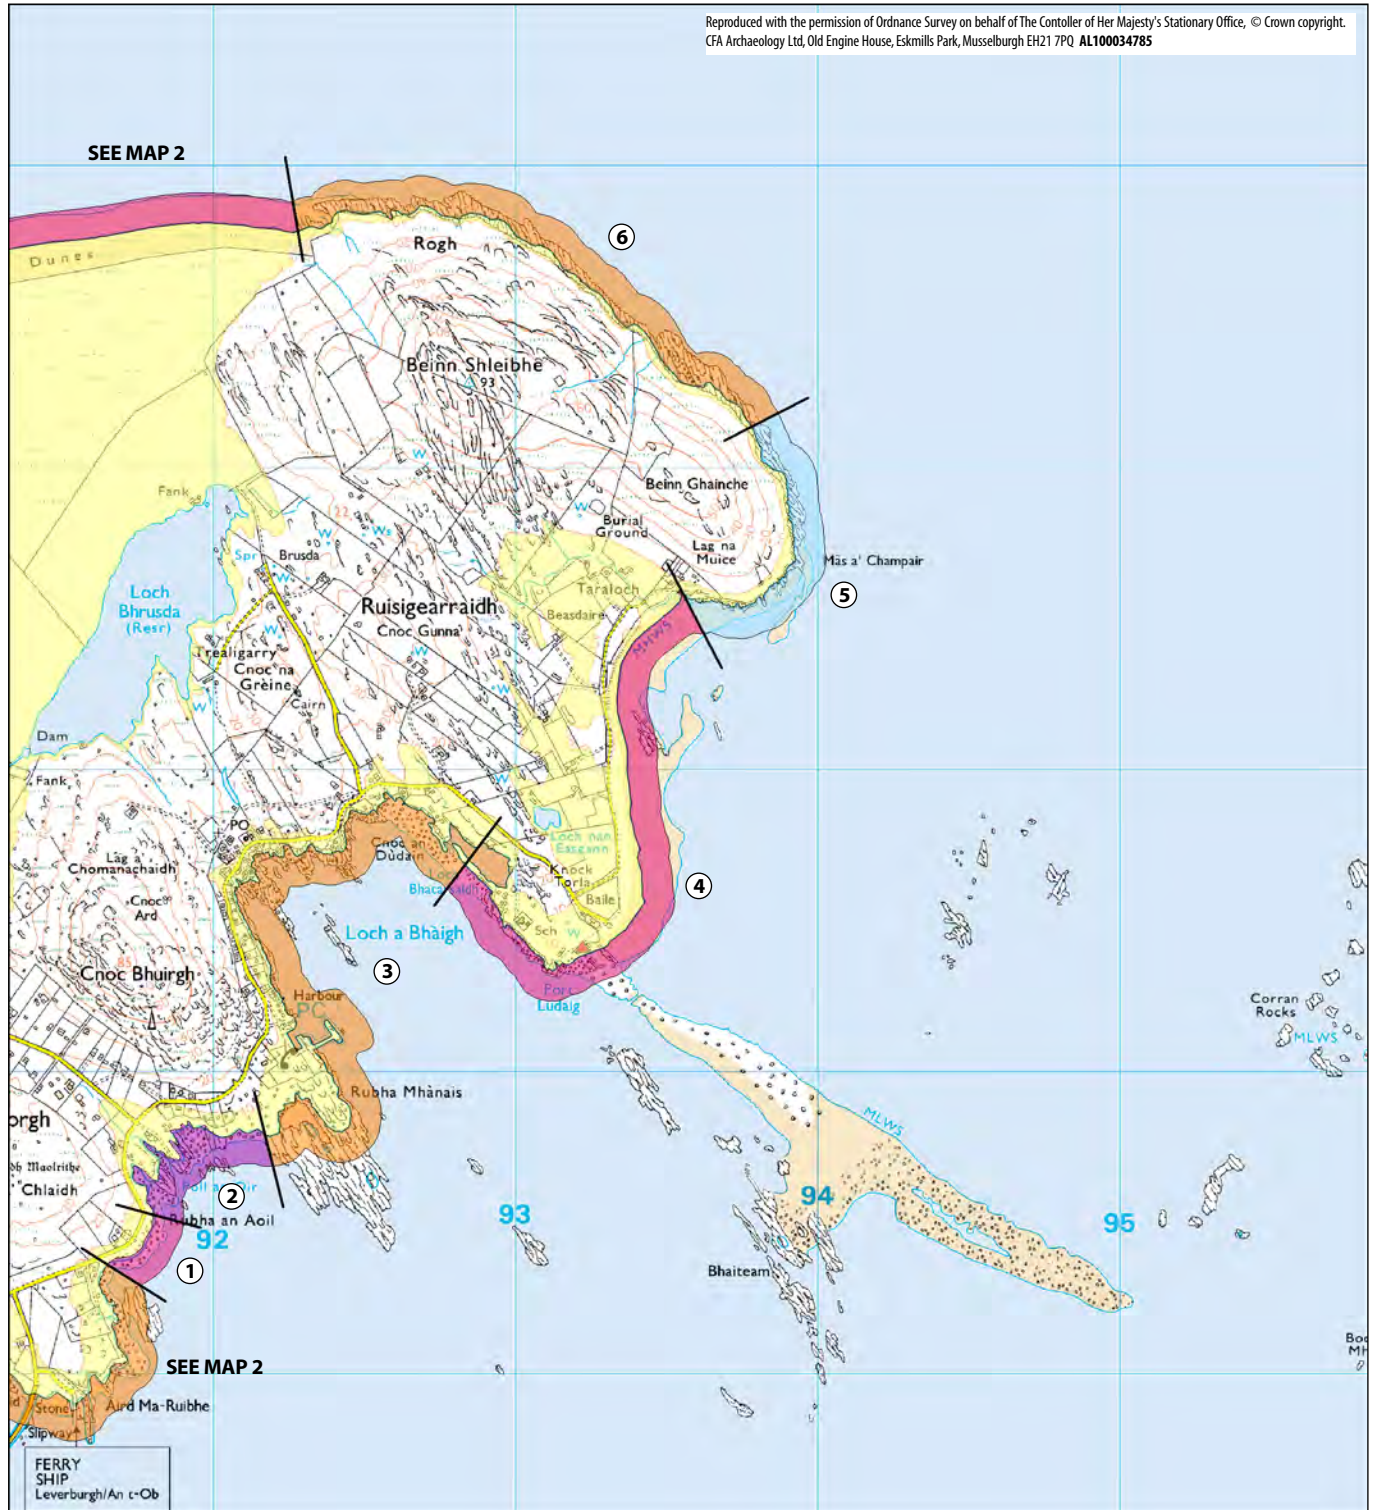 Reproduced with the permission of Ordnance Survey on behalf of The Contoller of Her Majesty's Stationary Office, © Crown copyright.
CFA Archaeology Ltd, Old Engine House, Eskmills Park, Musselburgh EH21 7PQ AL100034785
SEE MAP 2
6
Rogh
Dunes
Beinn Shleibhe
93
W
Beinn Ghainche
Fank
22
W
Burial
Ground
W
Ws
Lag na
Muice
Spr
Brusda
W
Màs a' Champair
Loch
Bhrusda
(Resr)
Taraloch
5
Ruisigearraidh
Beasdaire
Cnoc Gunna
MHWS
W
Trealigarry
W
Cnoc na
Grèine
W
W
Cairn
Dam
Fank
W
PO
Loch nan
Easgann
Cnoc an
Dùdain
Lag a'
Chomanachaidh
Knock
Torla
4
Cnoc
Ard
Baile
Loch a Bhàigh
Sch
W
3
85
Cnoc Bhuirgh
Port
Ludaig
Harbour
PC
Corran
Rocks
MLWS
Rubha Mhànais
MLWS
orgh
Chlaidh
2
94
Rubha an Aoil
93
95
92
1
Bhaiteam
SEE MAP 2
Stone
Aird Ma-Ruibhe
Slipway
FERRY
SHIP
Leverburgh/An t-Ob